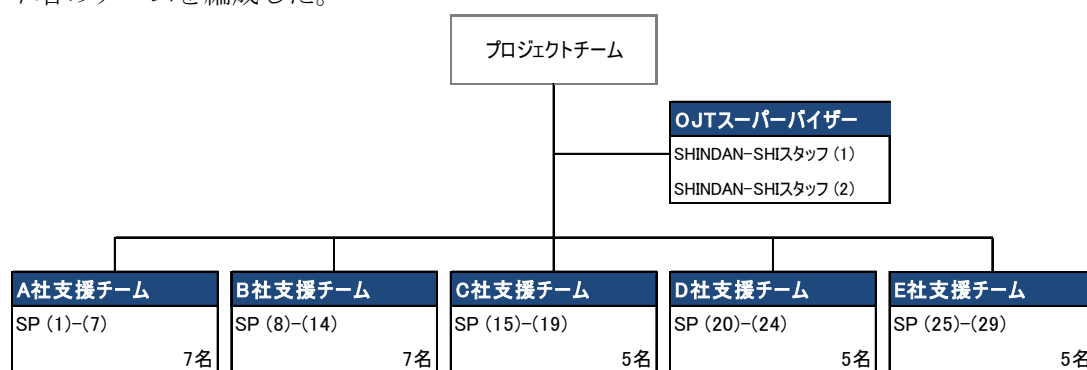 プロジェクトチーム
OJTスーパーバイザー
SHINDAN-SHIスタッフ (1)
SHINDAN-SHIスタッフ (2)
A社支援チーム
SP (1)-(7)
7名
B社支援チーム
SP (8)-(14)
7名
C社支援チーム
SP (15)-(19)
5名
D社支援チーム
SP (20)-(24)
5名
E社支援チーム
SP (25)-(29)
5名